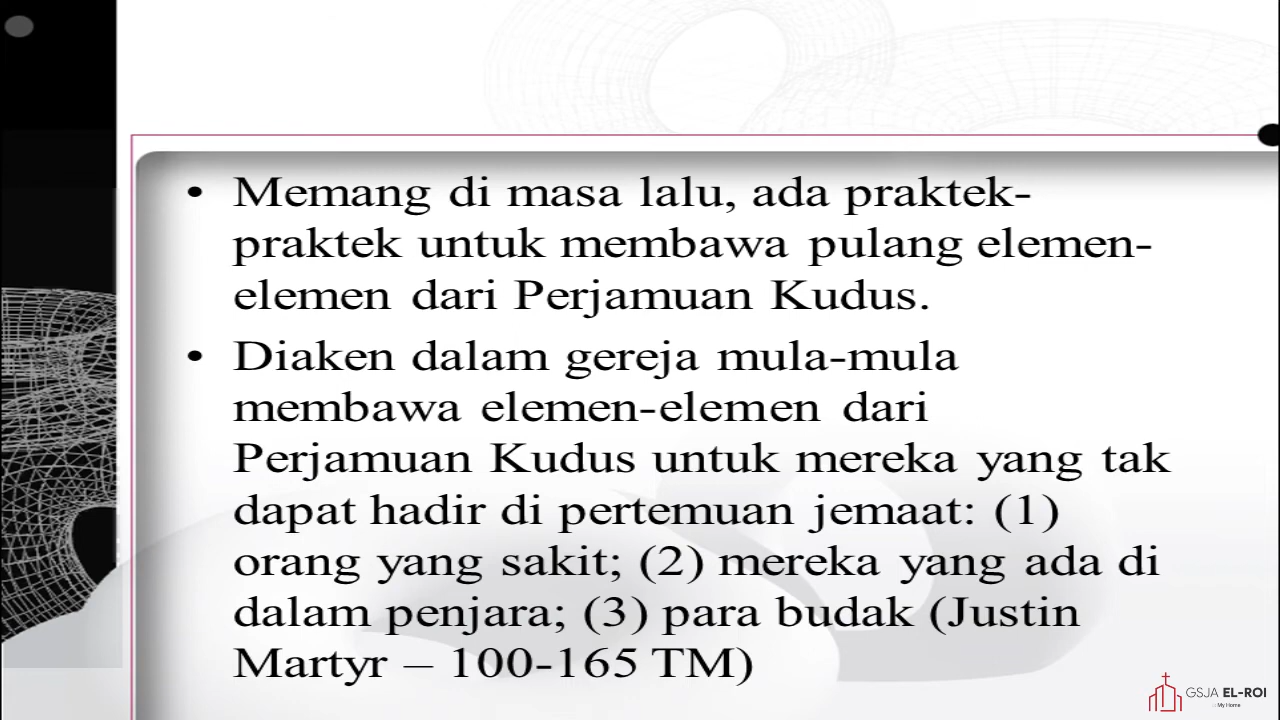 • Memang di masa lalu, ada praktek-
praktek untuk membawa pulang elemen-
elemen dari Perjamuan Kudus.
• Diaken dalam gereja mula-mula
membawa elemen-elemen dari
Perjamuan Kudus untuk mereka yang tak
dapat hadir di pertemuan jemaat: (1)
orang yang sakit; (2) mereka yang ada di
dalam penjara; (3) para budak (Justin
Martyr – 100-165 TM)
GSJA EL-ROI
My Home